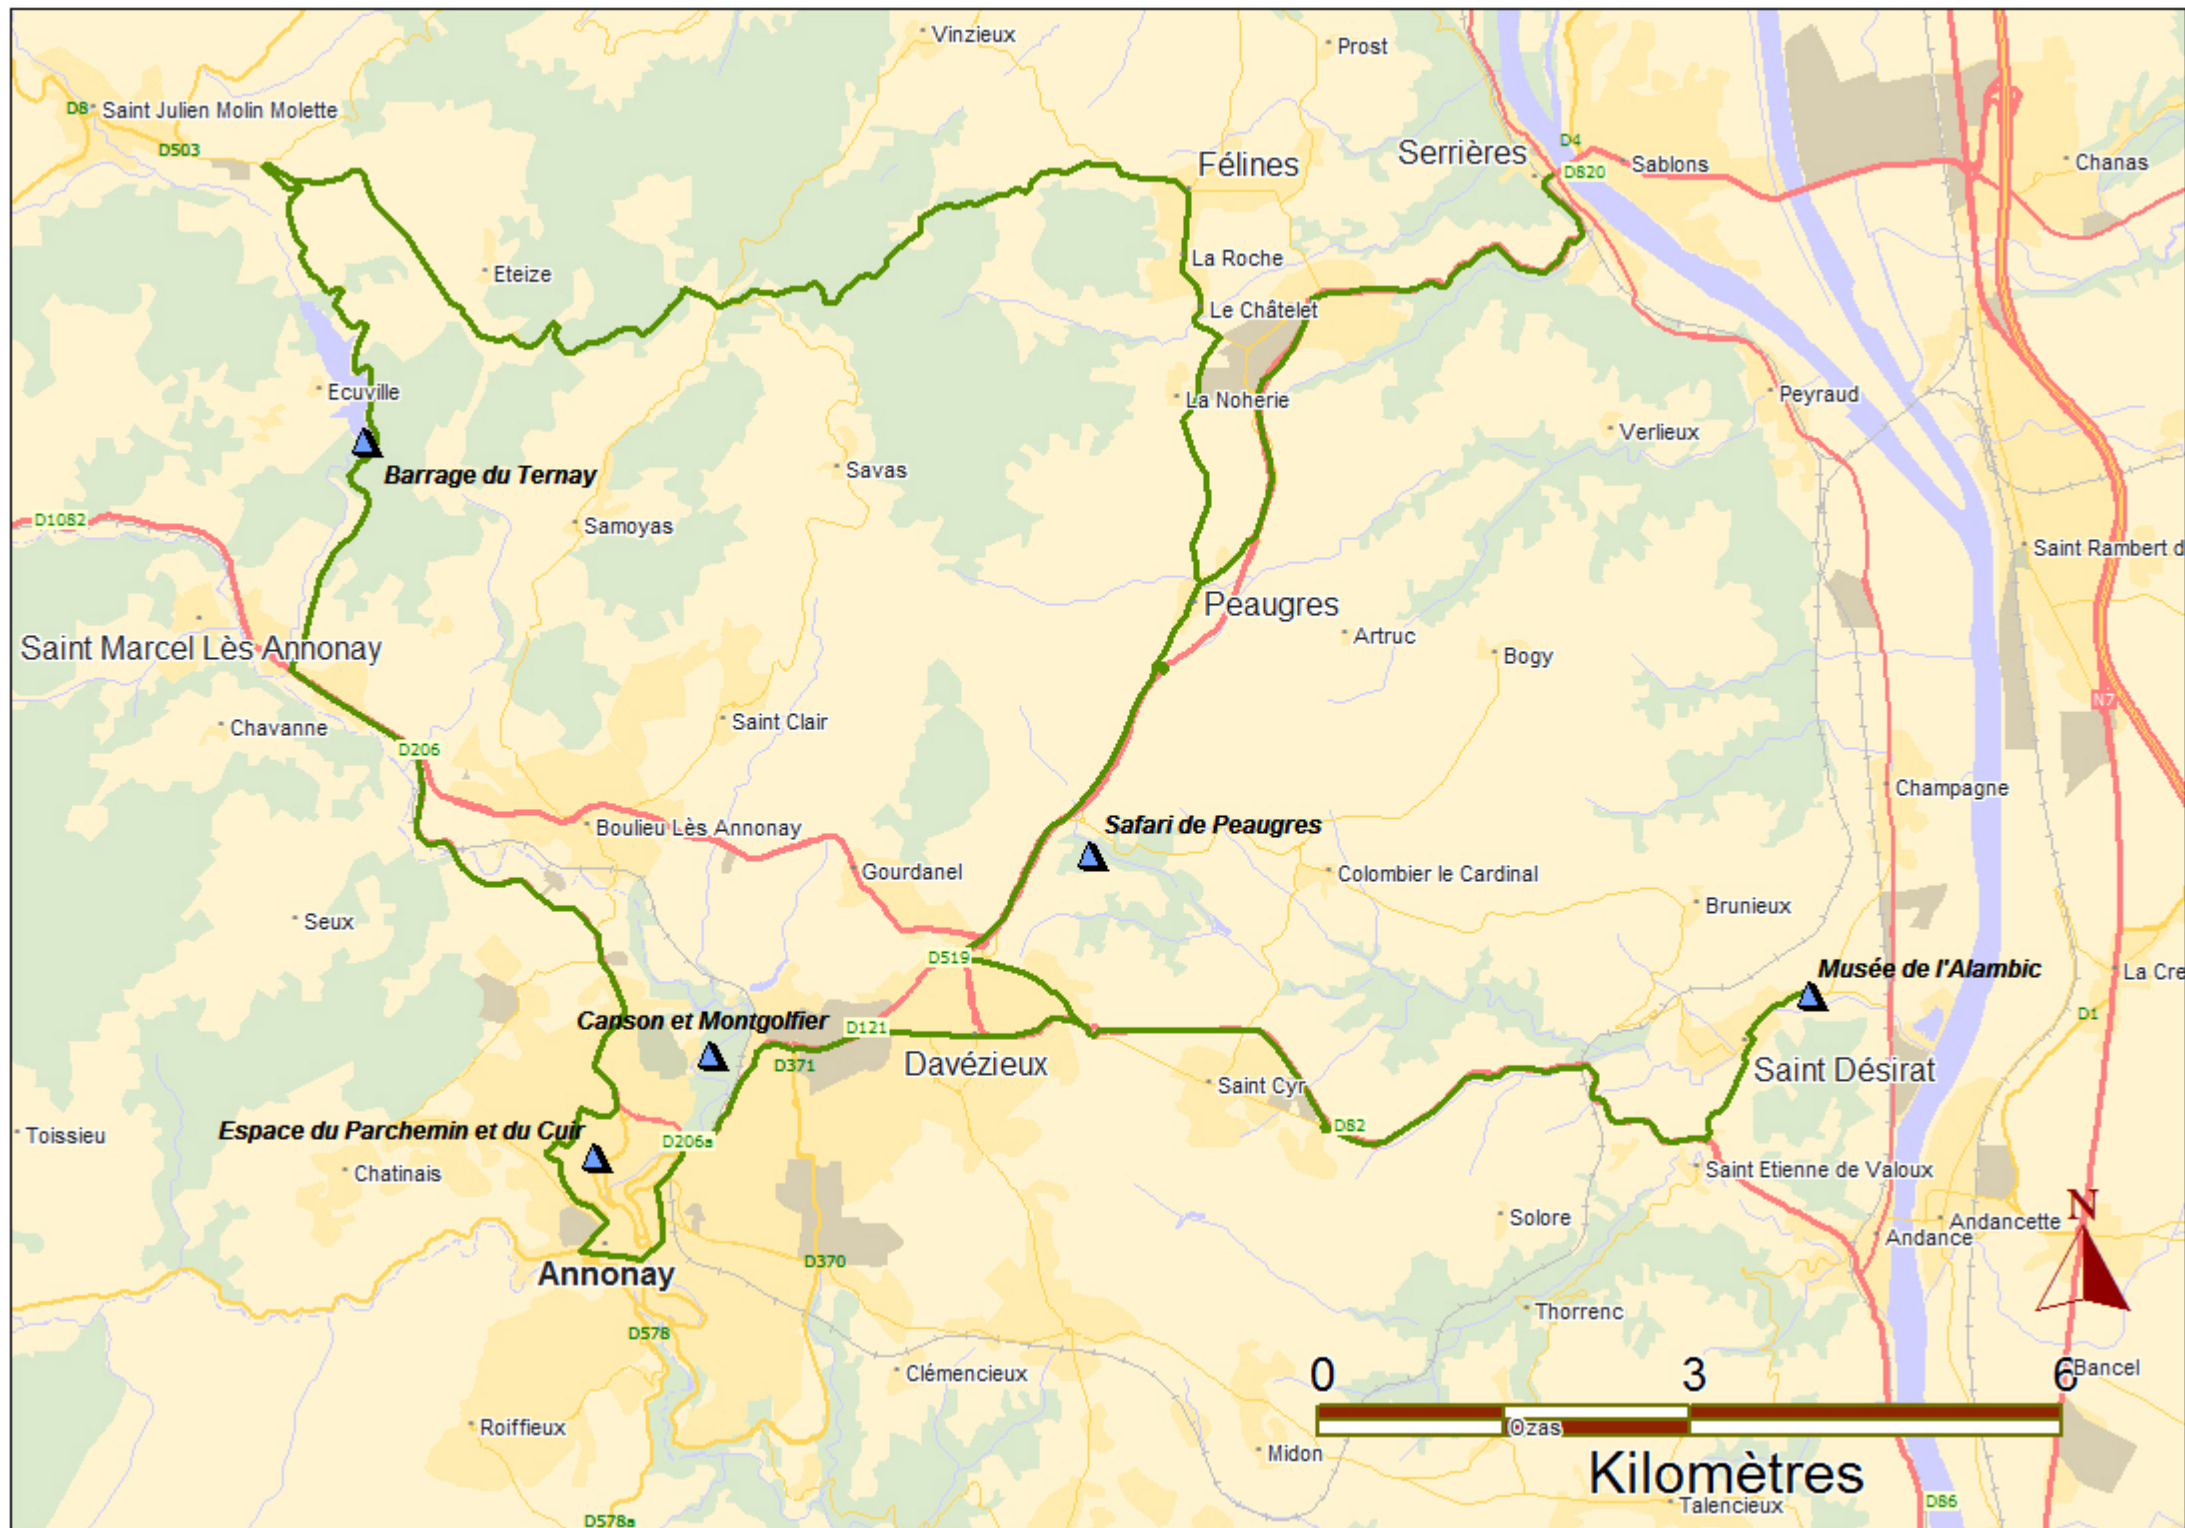 Vinzieux
Prost
D8
Saint Julien Molin Molette
D503
Félines
Serrières
D4
D820
Sablons
Chanas
Eteize
La Roche
Le Châtelet
Ecuville
La Noherie
Peyraud
Verlieux
Barrage du Ternay
Savas
D1082
Samoyas
Saint Rambert d
Peaugres
Artruc
Bogy
Saint Marcel Lès Annonay
Chavanne
Saint Clair
N7
D206
Champagne
Boulieu Lès Annonay
Safari de Peaugres
Gourdanel
Colombier le Cardinal
Brunieux
Seux
D519
Musée de l'Alambic
La Cre
Canson et Montgolfier
D121
D1
D371
Davézieux
Saint Désirat
Saint Cyr
Espace du Parchemin et du Cuir
D206a
D82
Toissieu
Chatinais
Saint Etienne de Valoux
Solore
Andancette
Andance
N
Annonay
D370
Thorrenc
D578
Clémencieux
0 3 6
Bancel
Roiffieux
Ozas
Midon
Kilomètres
Talencieux
D86
D578a